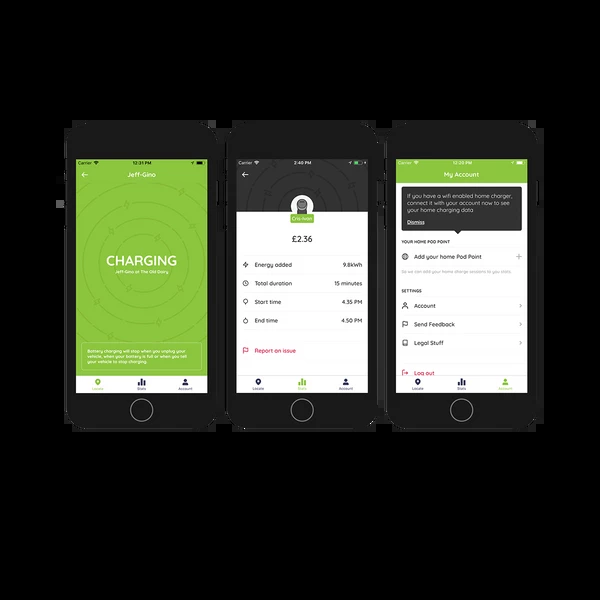 Carrier 12:31 PM
Jeff-Gino
CHARGING
Jeff-Gino at The Old Diary
Battery charging will stop when you unplug your
vehicle, when your battery is full or when you tell
your vehicle to stop charging.
Locate Stats Account
Carrier 2:40 PM
£2.36
Energy added 9.8kWh
Total duration 15 minutes
Start time 4.35 PM
End time 4.50 PM
Report an issue
Locate Stats Account
Carrier
My Account
If you have a wifi enabled home charger,
connect it with your account now to see
your home charging data
Dismiss
YOUR HOME POD POINT
Add your home Pod Point
So we can add your home charge sessions to you stats.
SETTINGS
Account
Send Feedback
Legal Stuff
Log out
Locate Stats Account